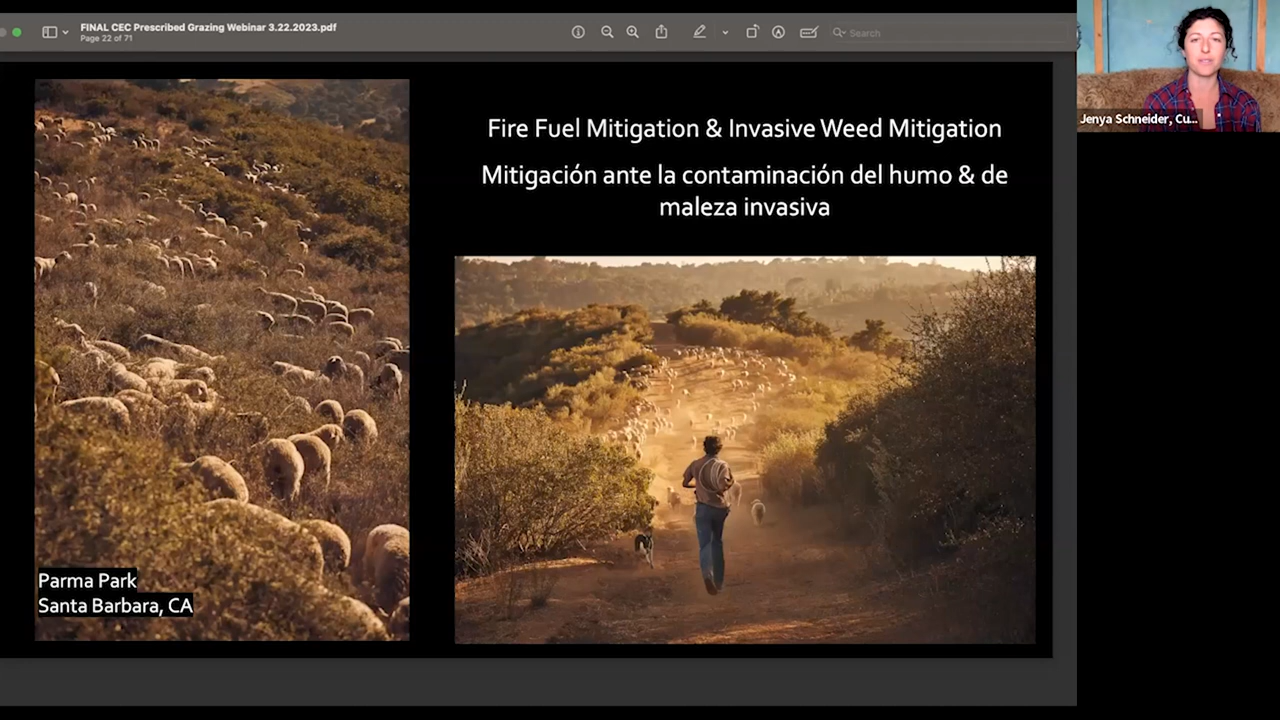 FINAL CEC Prescribed Grazing Webinar 3.22.2023.pdf
Page 22 of 71
Search
Jenya Schneider, Cu...
Fire Fuel Mitigation & Invasive Weed Mitigation
Mitigación ante la contaminación del humo & de
maleza invasiva
Parma Park
Santa Barbara, CA